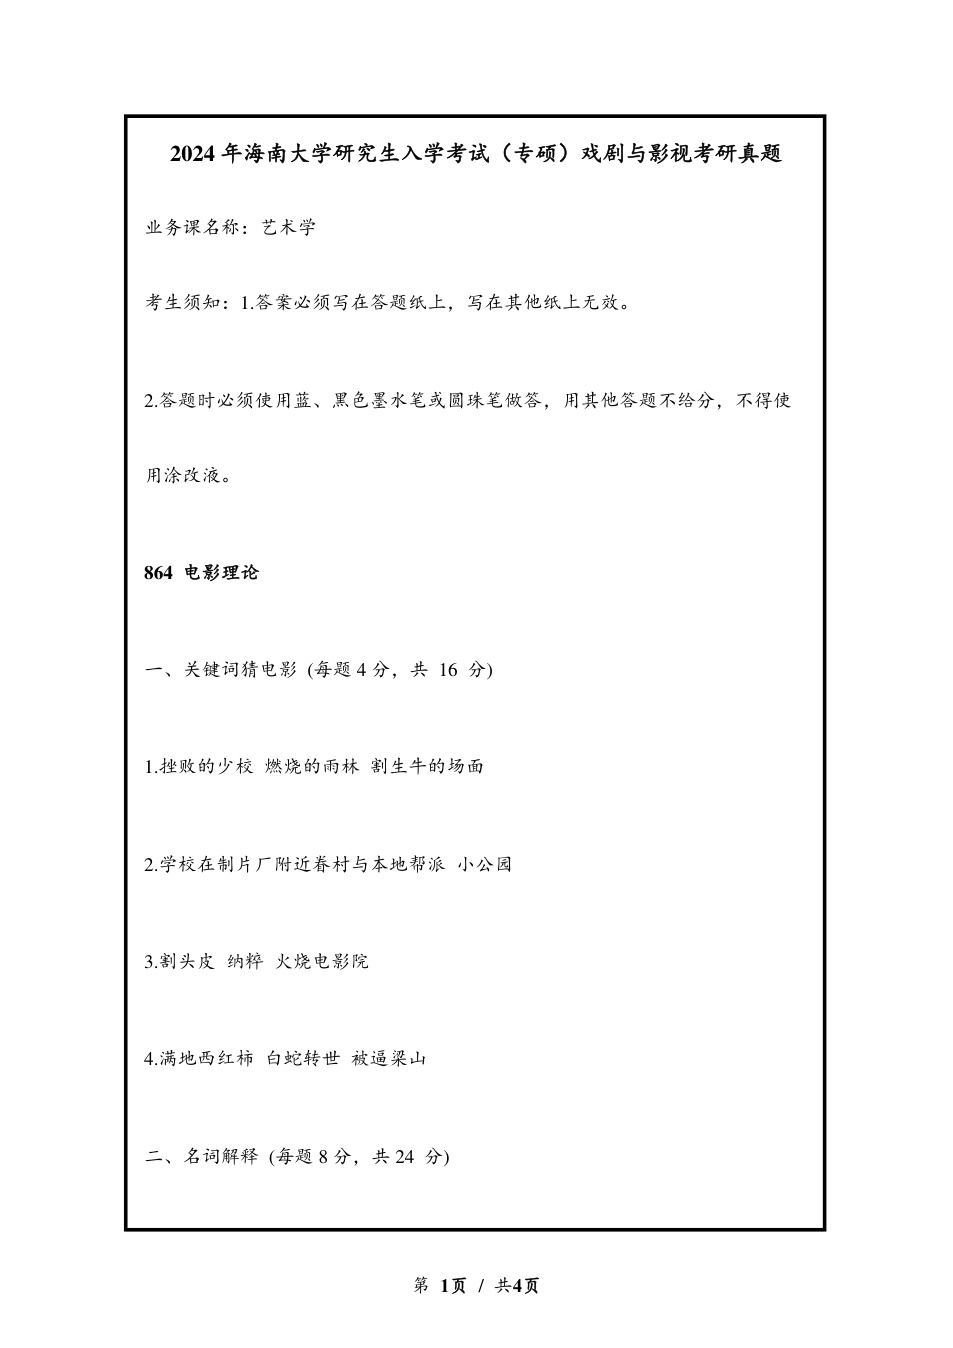 2024 年海南大学研究生入学考试（专硕）戏剧与影视考研真题
业务课名称：艺术学
考生须知：1.答案必须写在答题纸上，写在其他纸上无效。
2.答题时必须使用蓝、黑色墨水笔或圆珠笔做答，用其他答题不给分，不得使
用涂改液。
864 电影理论
一、关键词猜电影 (每题 4 分，共 16 分)
1.挫败的少校 燃烧的雨林 割生牛的场面
2.学校在制片厂附近眷村与本地帮派 小公园
3.割头皮 纳粹 火烧电影院
4.满地西红柿 白蛇转世 被逼梁山
二、名词解释 (每题 8 分，共 24 分)
第 1页 / 共4页